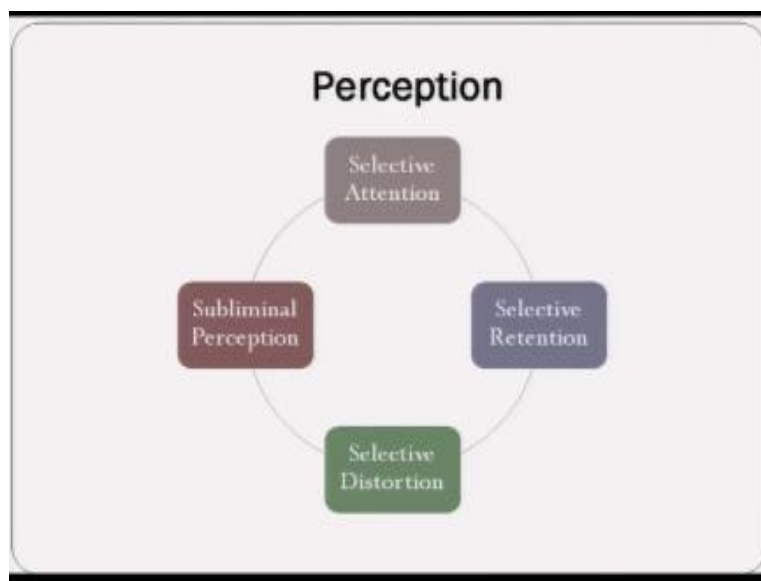 Perception
Selective
Attention
Subliminal
Perception
Selective
Retention
Selective
Distortion